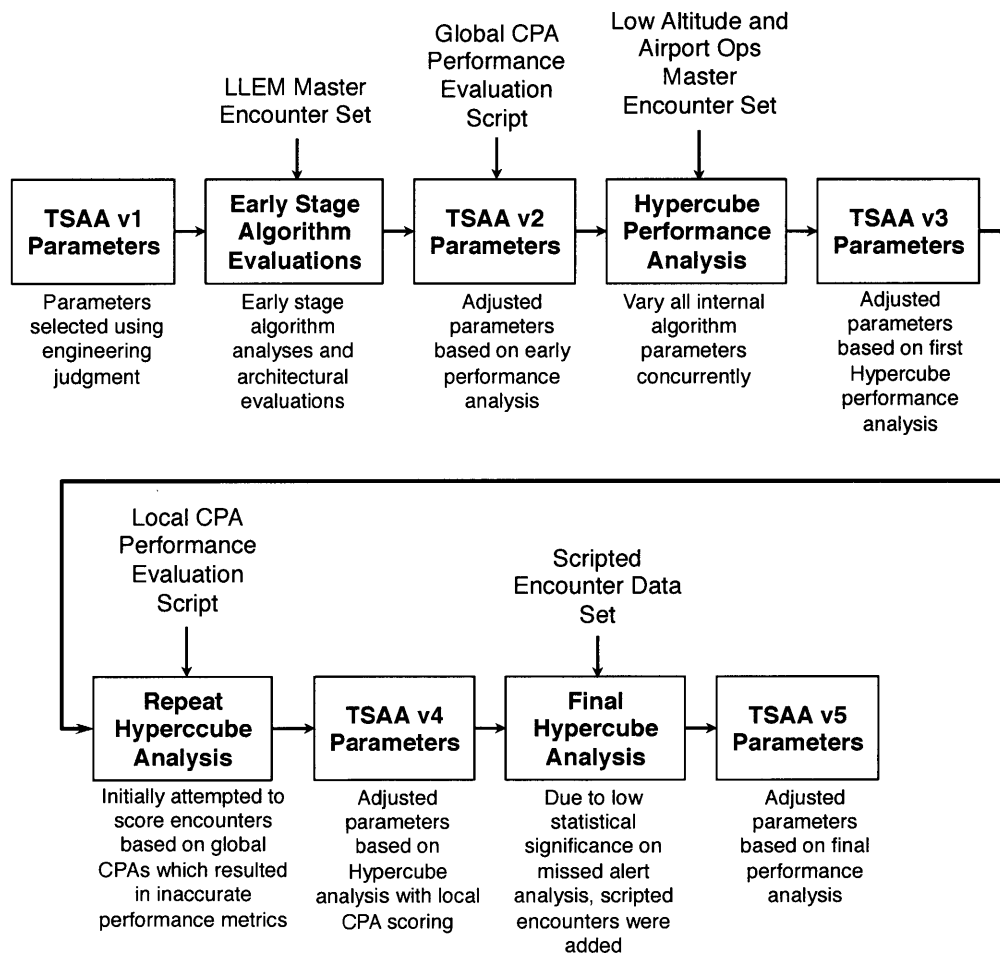 LLEM Master
Encounter Set
Global CPA
Performance
Evaluation
Script
Low Altitude and
Airport Ops
Master
Encounter Set
TSAA v1
Parameters
Early Stage
Algorithm
Evaluations
TSAA v2
Parameters
Hypercube
Performance
Analysis
TSAA v3
Parameters
Parameters
selected using
engineering
judgment
Early stage
algorithm
analyses and
architectural
evaluations
Adjusted
parameters
based on early
performance
analysis
Vary all internal
algorithm
parameters
concurrently
Adjusted
parameters
based on first
Hypercube
performance
analysis
Local CPA
Performance
Evaluation
Script
Scripted
Encounter Data
Set
Repeat
Hyperccube
Analysis
TSAA v4
Parameters
Final
Hypercube
Analysis
TSAA v5
Parameters
Initially attempted to
score encounters
based on global
CPAs which resulted
in inaccurate
performance metrics
Adjusted
parameters
based on
Hypercube
analysis with local
CPA scoring
Due to low
statistical
significance on
missed alert
analysis, scripted
encounters were
added
Adjusted
parameters
based on final
performance
analysis